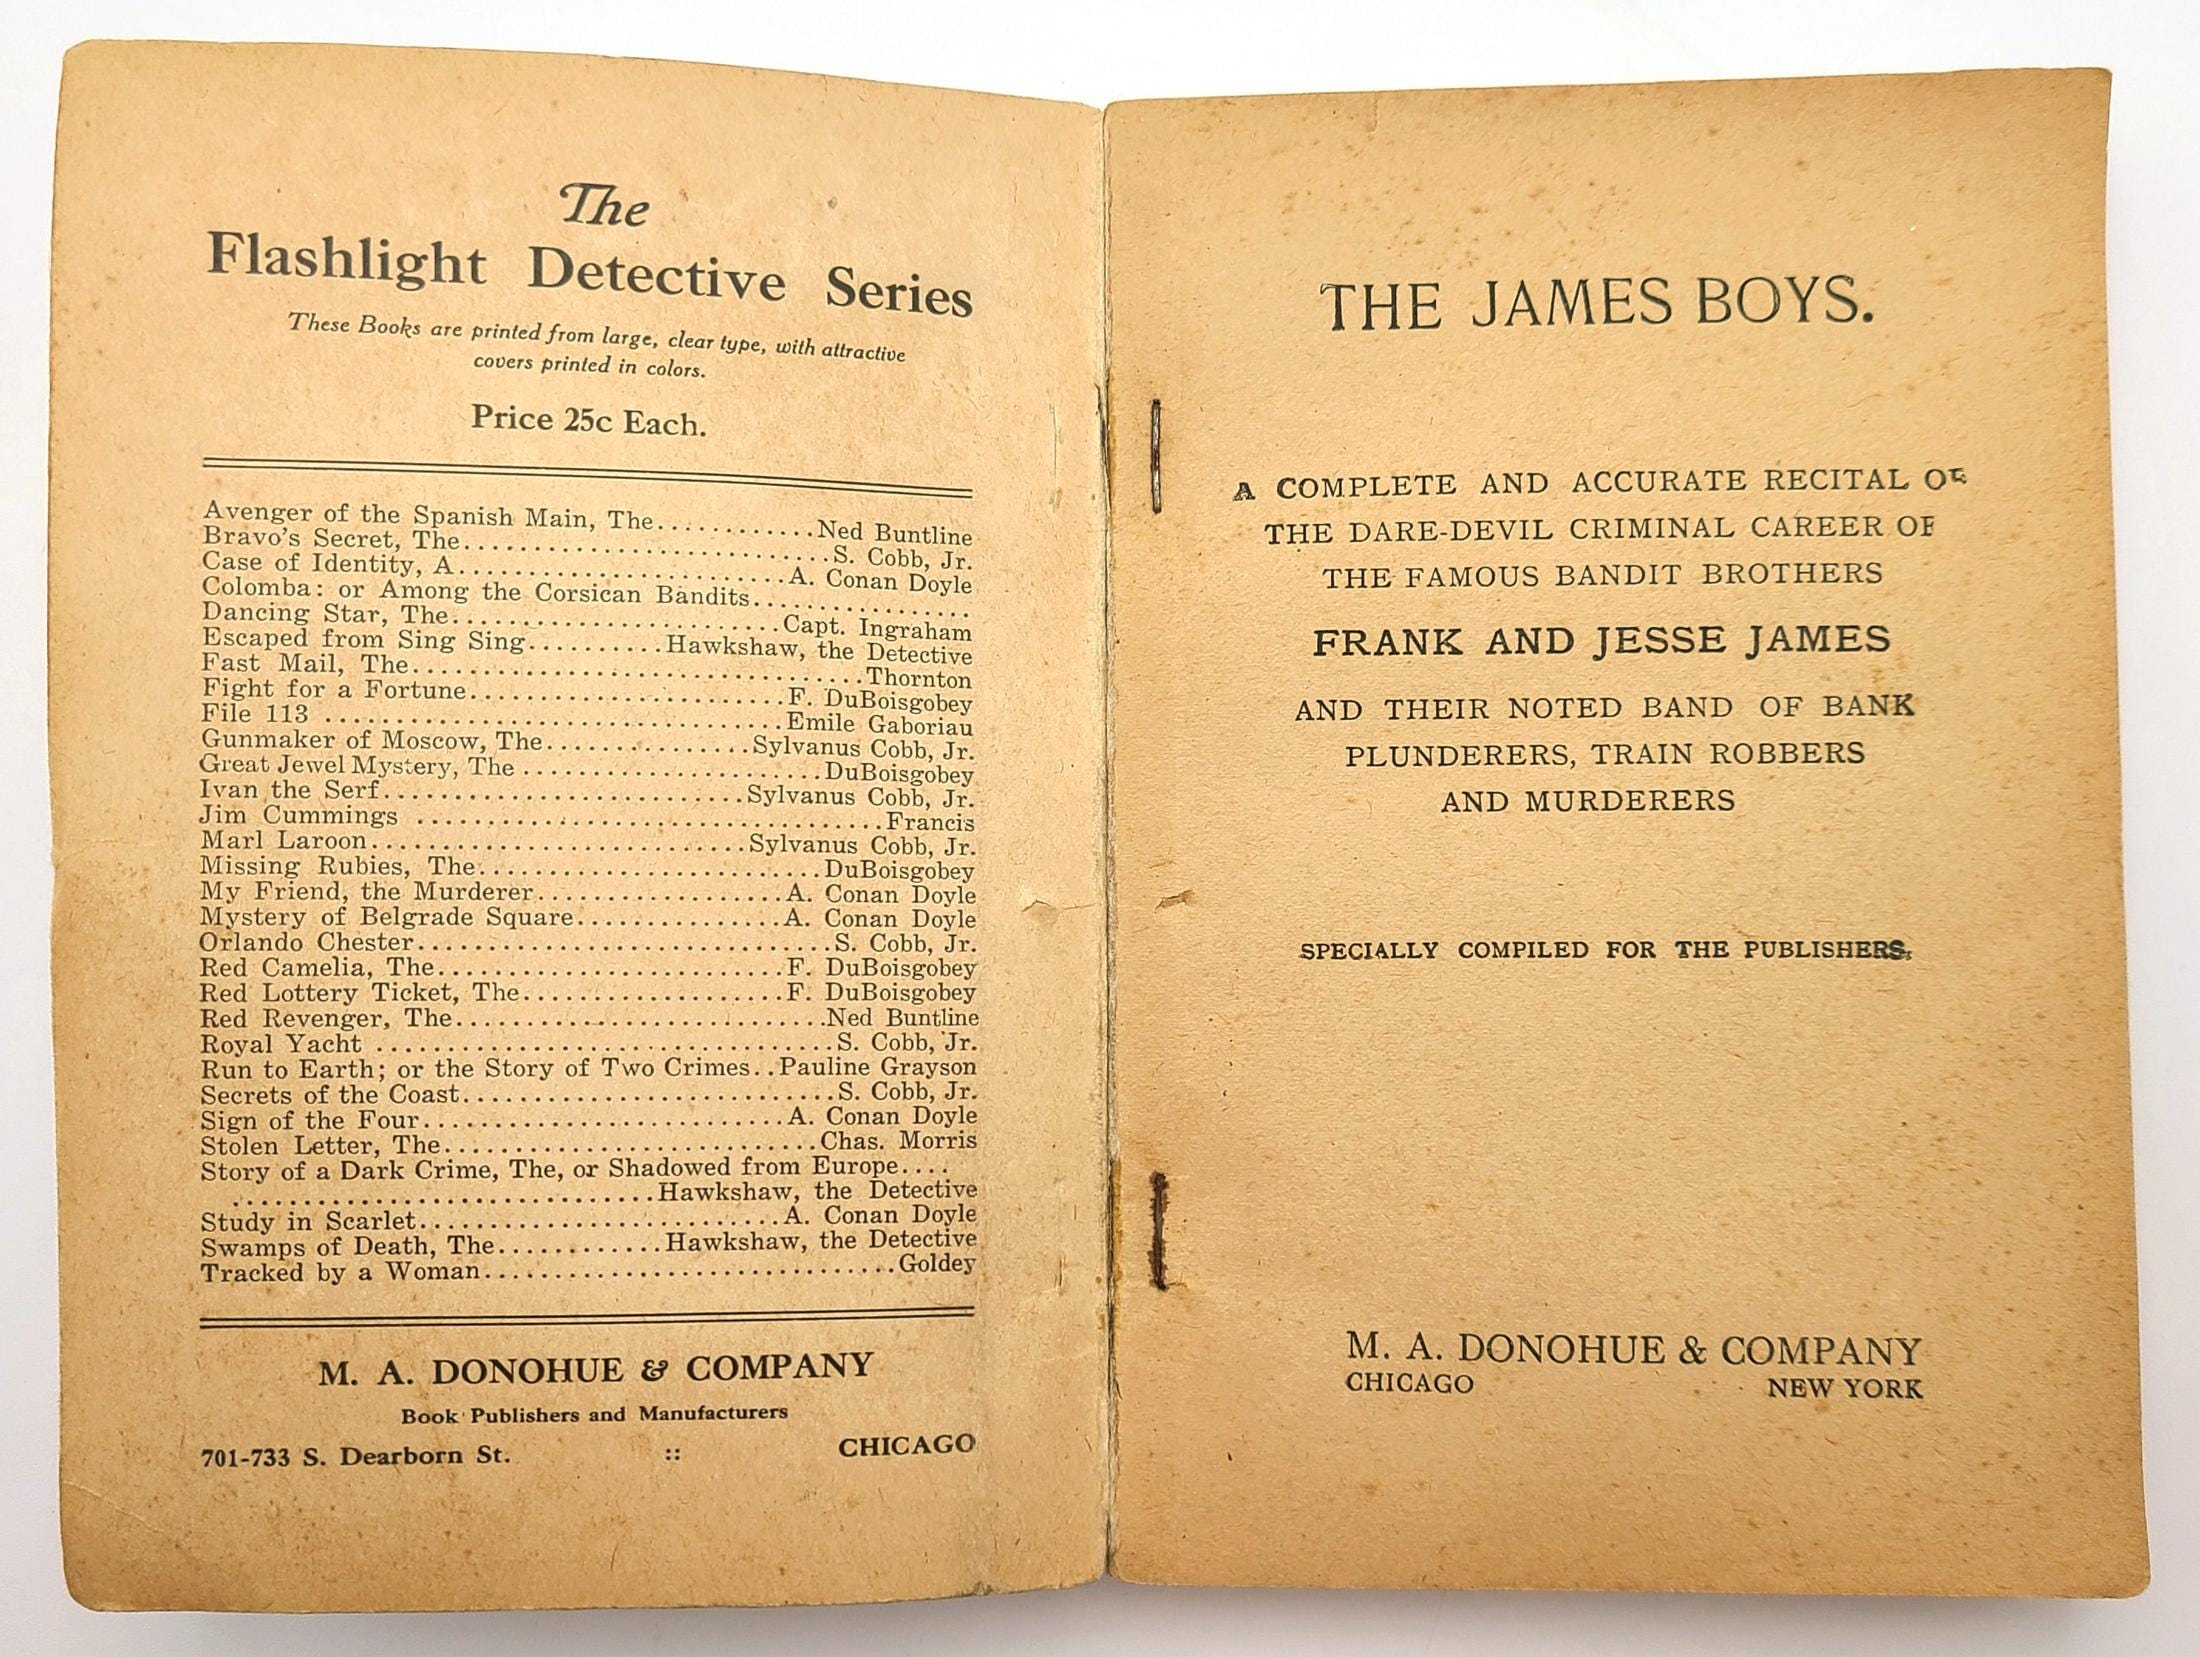 The
Flashlight Detective Series
These Books are printed from large, clear type, with attractive
covers printed in colors.
Price 25c Each.
Avenger of the Spanish Main, The............Ned Buntline
Bravo's Secret, The..........................S. Cobb, Jr.
Case of Identity, A.......................A. Conan Doyle
Colomba: or Among the Corsican Bandits................
Dancing Star, The.......................Capt. Ingraham
Escaped from Sing Sing..........Hawkshaw, the Detective
Fast Mail, The................................Thornton
Fight for a Fortune......................F. DuBoisgobey
File 113 ................................Emile Gaboriau
Gunmaker of Moscow, The...............Sylvanus Cobb, Jr.
Great Jewel Mystery, The .....................DuBoisgobey
Ivan the Serf.........................Sylvanus Cobb, Jr.
Jim Cummings .................................Francis
Marl Laroon..........................Sylvanus Cobb, Jr.
Missing Rubies, The........................DuBoisgobey
My Friend, the Murderer..................A. Conan Doyle
Mystery of Belgrade Square...............A. Conan Doyle
Orlando Chester.............................S. Cobb, Jr.
Red Camelia, The.........................F. DuBoisgobey
Red Lottery Ticket, The...................F. DuBoisgobey
Red Revenger, The..........................Ned Buntline
Royal Yacht ................................S. Cobb, Jr.
Run to Earth; or the Story of Two Crimes..Pauline Grayson
Secrets of the Coast..........................S. Cobb, Jr.
Sign of the Four.........................A. Conan Doyle
Stolen Letter, The..........................Chas. Morris
Story of a Dark Crime, The, or Shadowed from Europe....
..............................Hawkshaw, the Detective
Study in Scarlet.........................A. Conan Doyle
Swamps of Death, The............Hawkshaw, the Detective
Tracked by a Woman.............................Goldey
M. A. DONOHUE & COMPANY
Book Publishers and Manufacturers
701-733 S. Dearborn St. :: CHICAGO
THE JAMES BOYS.
A COMPLETE AND ACCURATE RECITAL OF
THE DARE-DEVIL CRIMINAL CAREER OF
THE FAMOUS BANDIT BROTHERS
FRANK AND JESSE JAMES
AND THEIR NOTED BAND OF BANK
PLUNDERERS, TRAIN ROBBERS
AND MURDERERS
SPECIALLY COMPILED FOR THE PUBLISHERS.
M. A. DONOHUE & COMPANY
CHICAGO NEW YORK